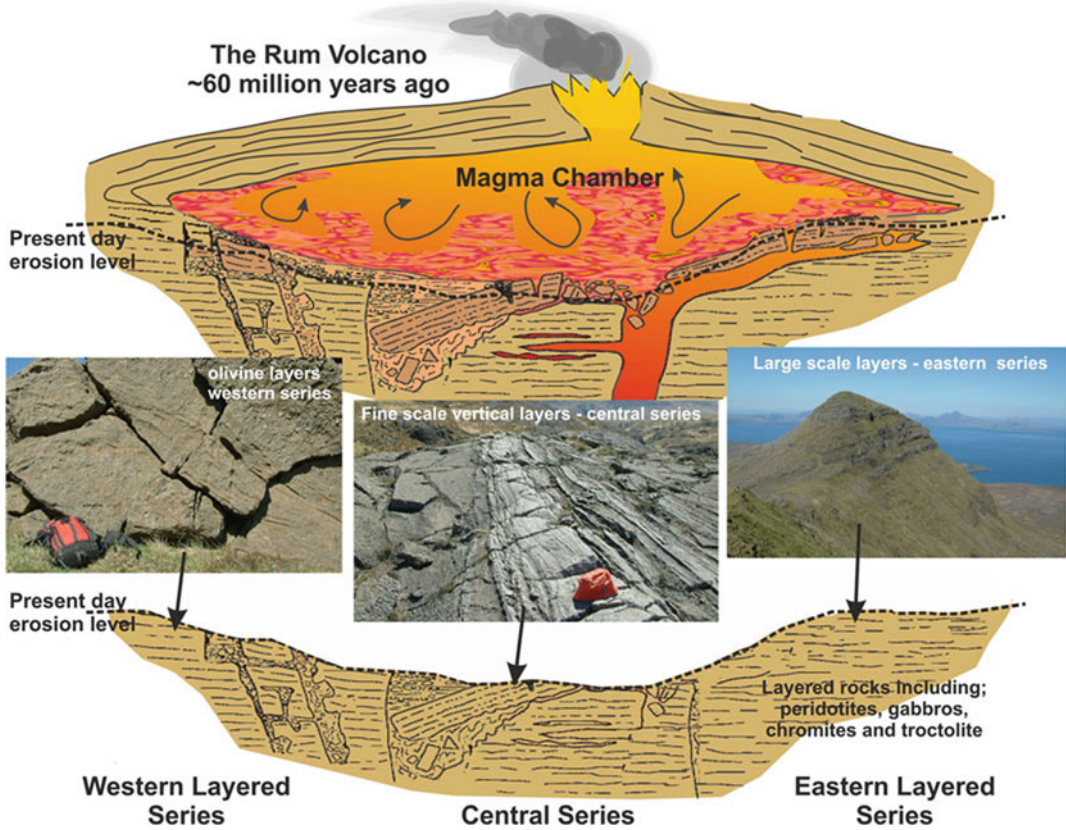 The Rum Volcano
~60 million years ago
Magma Chamber
Present day
erosion level
olivine layers
western series
Fine scale vertical layers - central series
Large scale layers - eastern series
Present day
erosion level
Layered rocks including;
peridotites, gabbros,
chromites and troctolite
Western Layered
Series
Central Series
Eastern Layered
Series